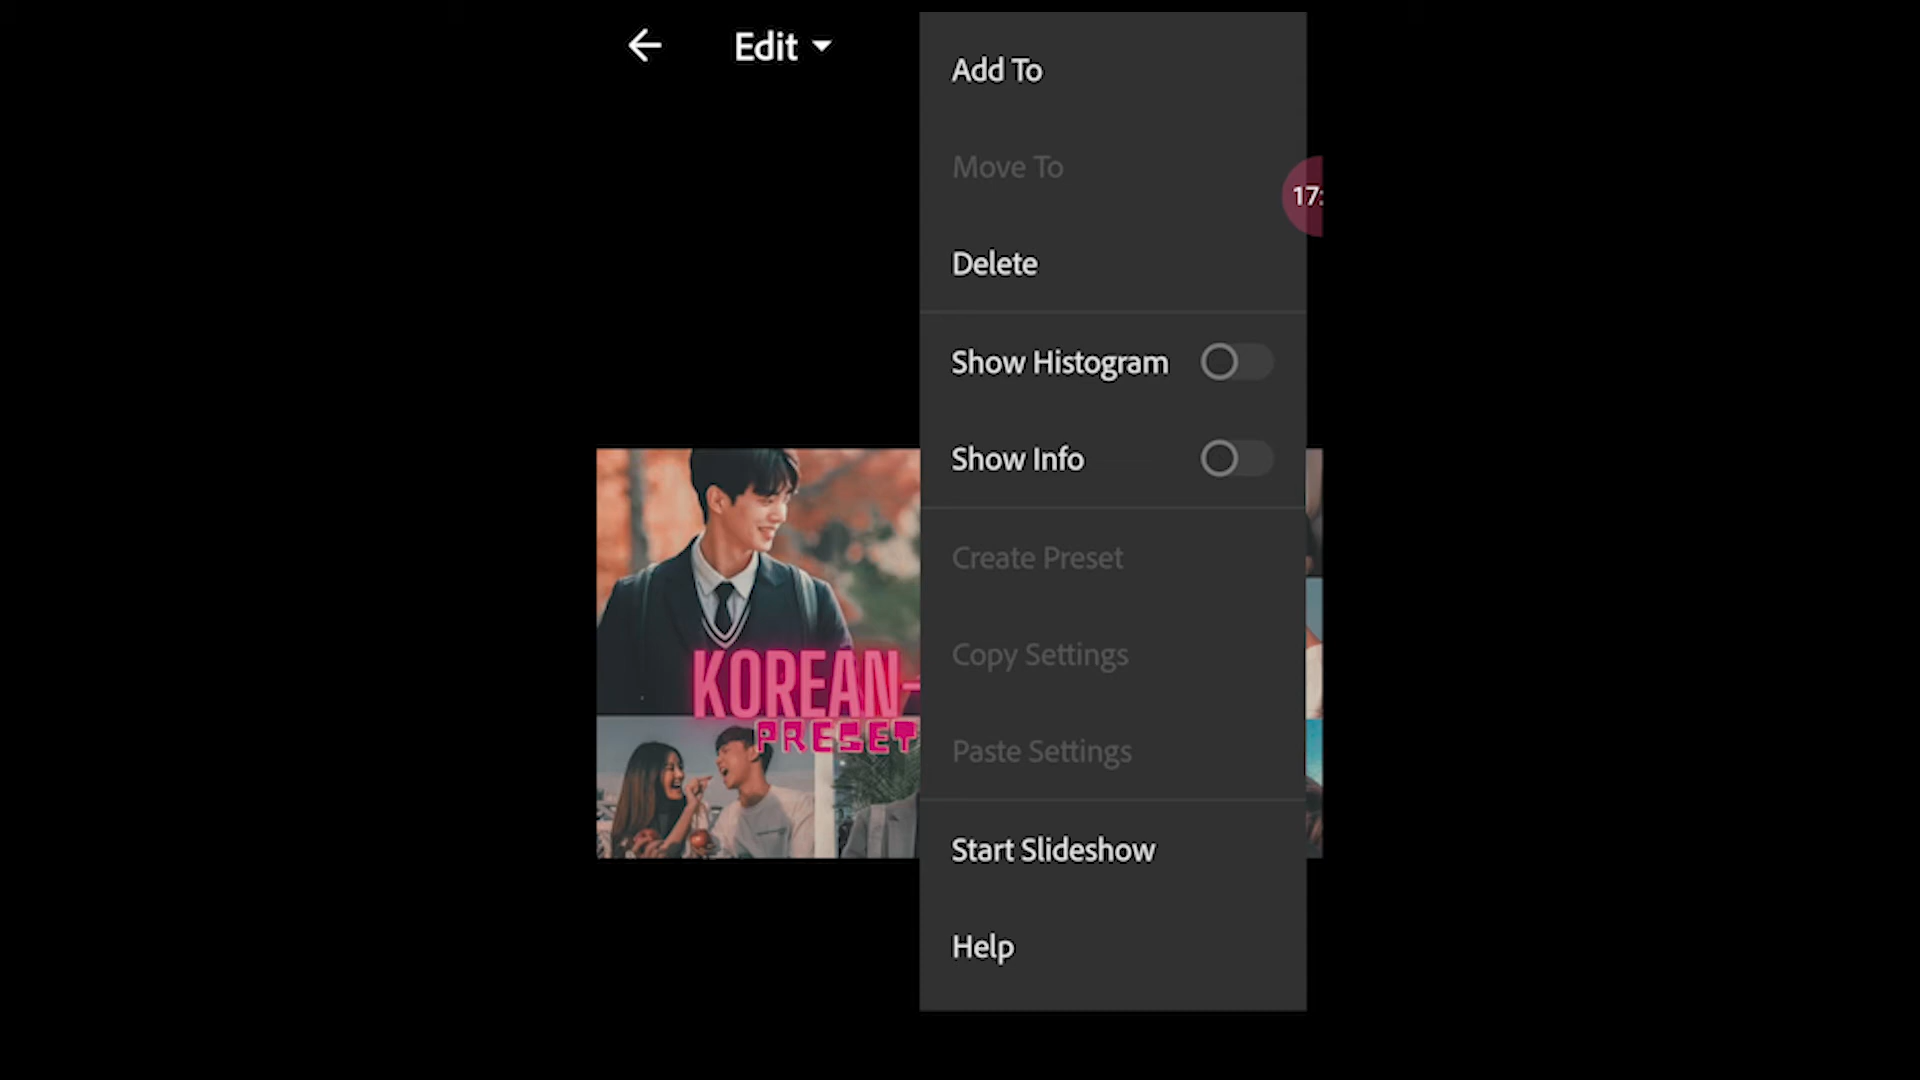 Edit
Add To
Move To
17:
Delete
Show Histogram
Show Info
Create Preset
KOREAN-
Copy Settings
PRESET
Paste Settings
Start Slideshow
Help